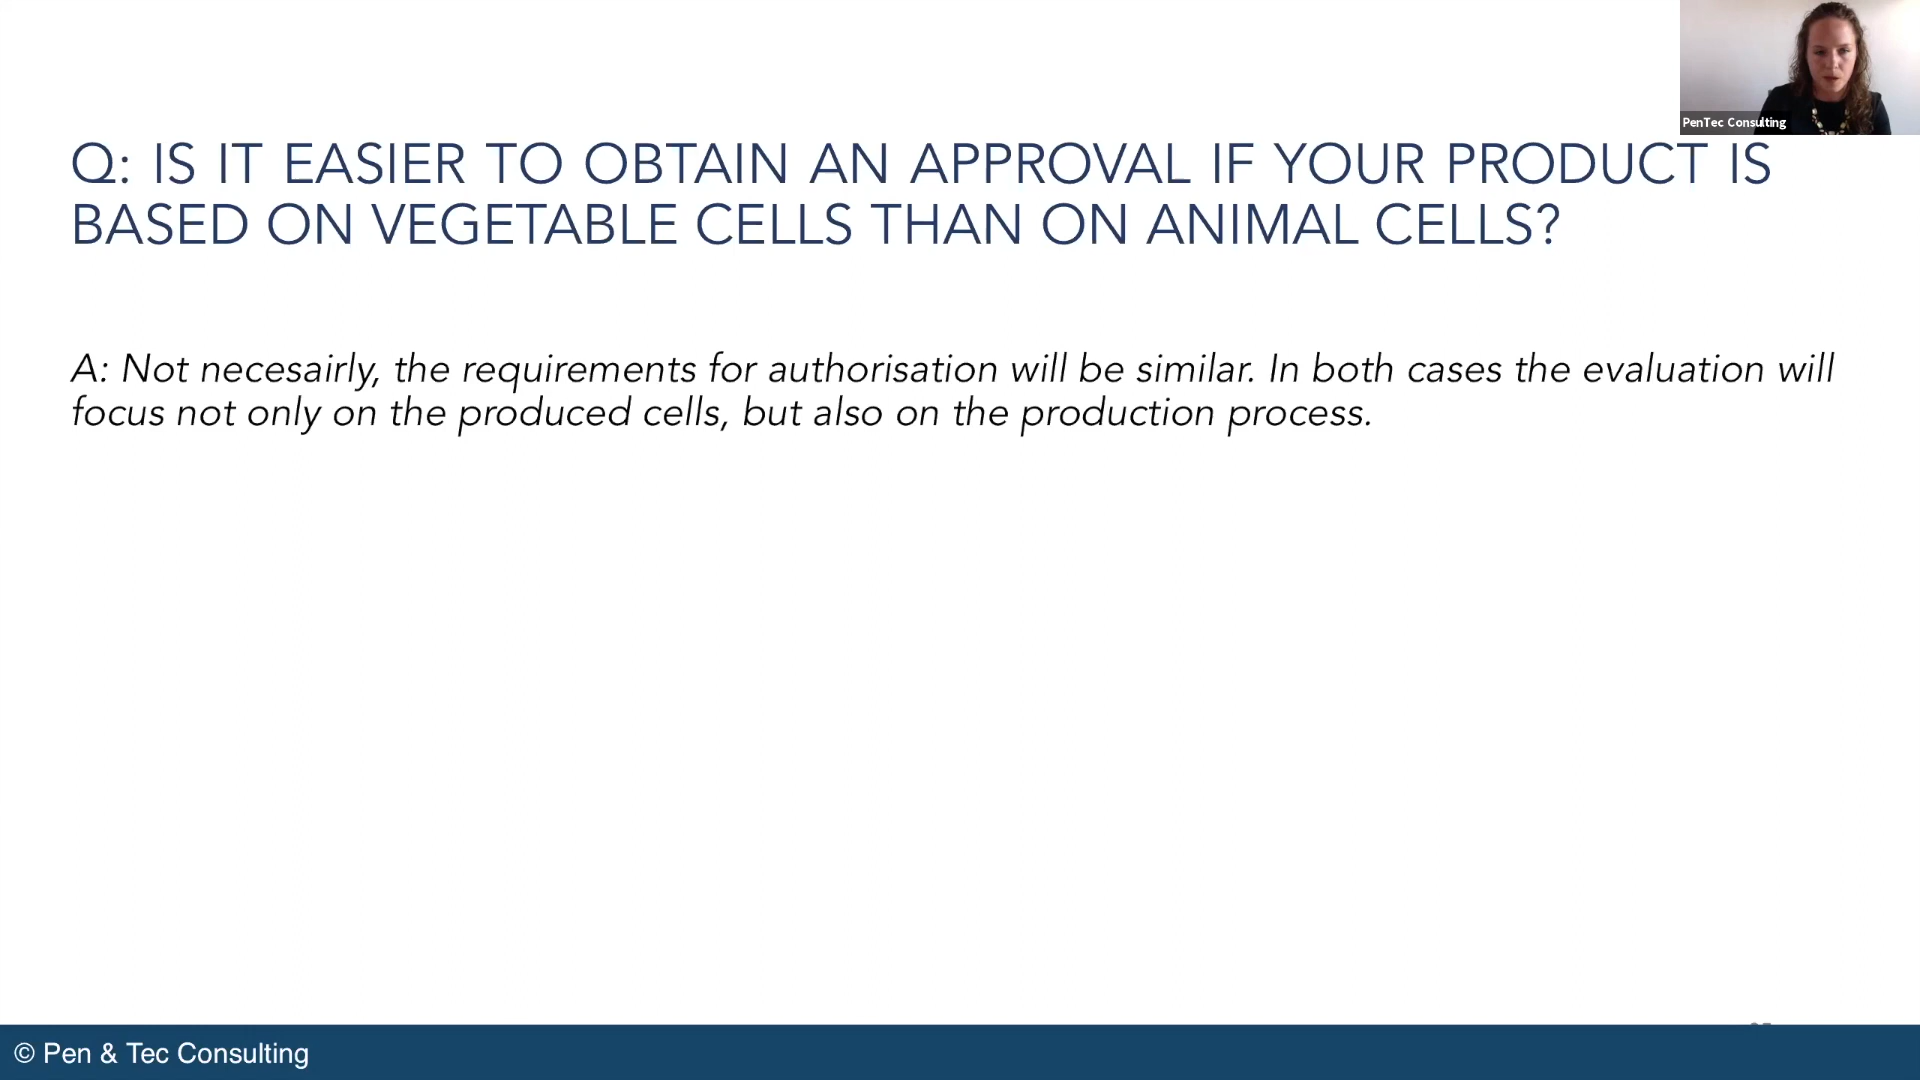 PenTec Consulting
Q: IS IT EASIER TO OBTAIN AN APPROVAL IF YOUR PRODUCT IS
BASED ON VEGETABLE CELLS THAN ON ANIMAL CELLS?
A: Not necesairly, the requirements for authorisation will be similar. In both cases the evaluation will
focus not only on the produced cells, but also on the production process.
© Pen & Tec Consulting